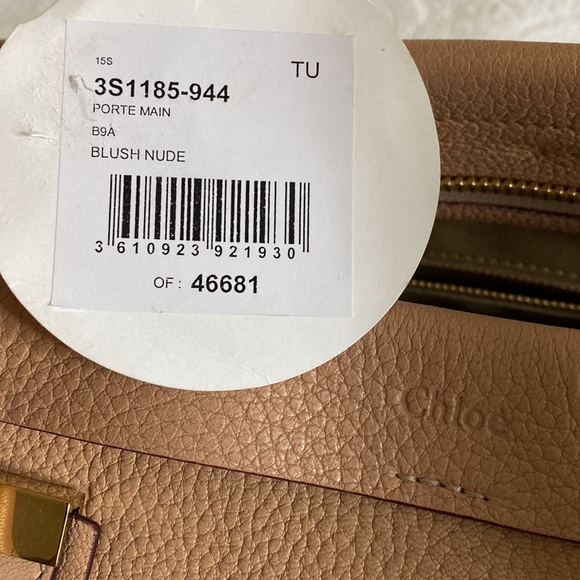 15S
TU
3S1185-944
PORTE MAIN
B9A
BLUSH NUDE
3 610923 921930
OF : 46681
Chloé